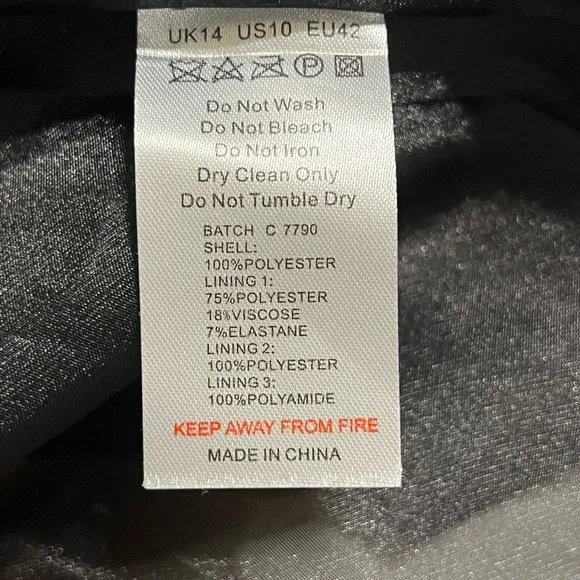 UK14 US10 EU42
P
Do Not Wash
Do Not Bleach
Do Not Iron
Dry Clean Only
Do Not Tumble Dry
BATCH C 7790
SHELL:
100%POLYESTER
LINING 1:
75%POLYESTER
18%VISCOSE
7%ELASTANE
LINING 2:
100%POLYESTER
LINING 3:
100%POLYAMIDE
KEEP AWAY FROM FIRE
MADE IN CHINA